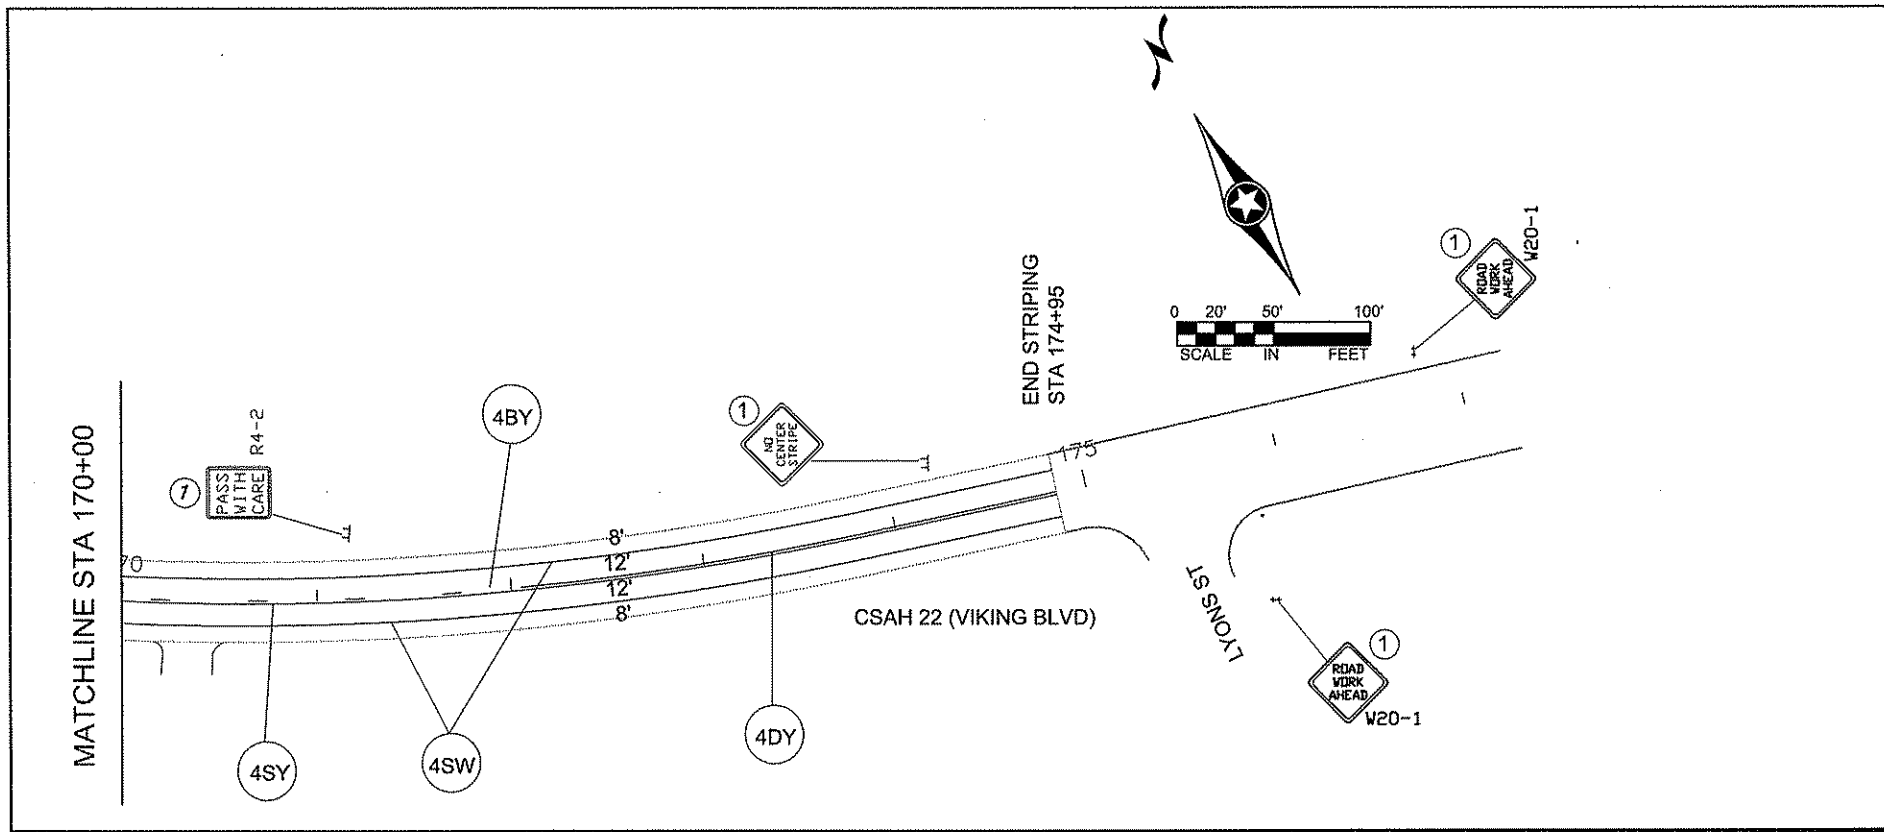 MATCHLINE STA 170+00
70
1
PASS
WITH
CARE
R4-2
4BY
1
NO
CENTER
STRIPE
END STRIPING
STA 174+95
175
0 20' 50' 100'
SCALE IN FEET
1
ROAD
WORK
AHEAD
W20-1
8'
12'
12'
8'
CSAH 22 (VIKING BLVD)
LYONS ST
4SY
4SW
4DY
1
ROAD
WORK
AHEAD
W20-1